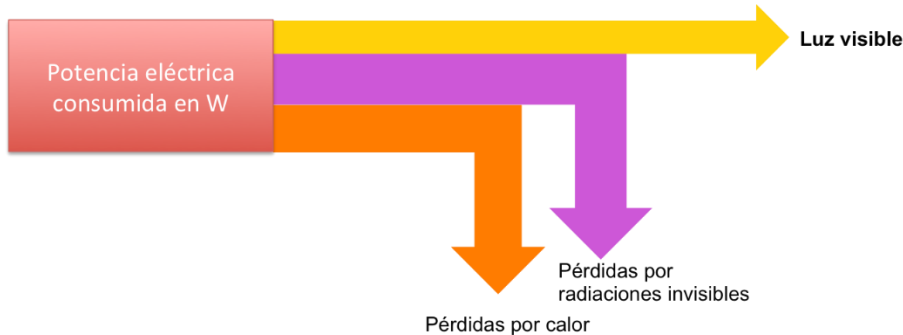 Potencia eléctrica
consumida en W
Luz visible
Pérdidas por
radiaciones invisibles
Pérdidas por calor